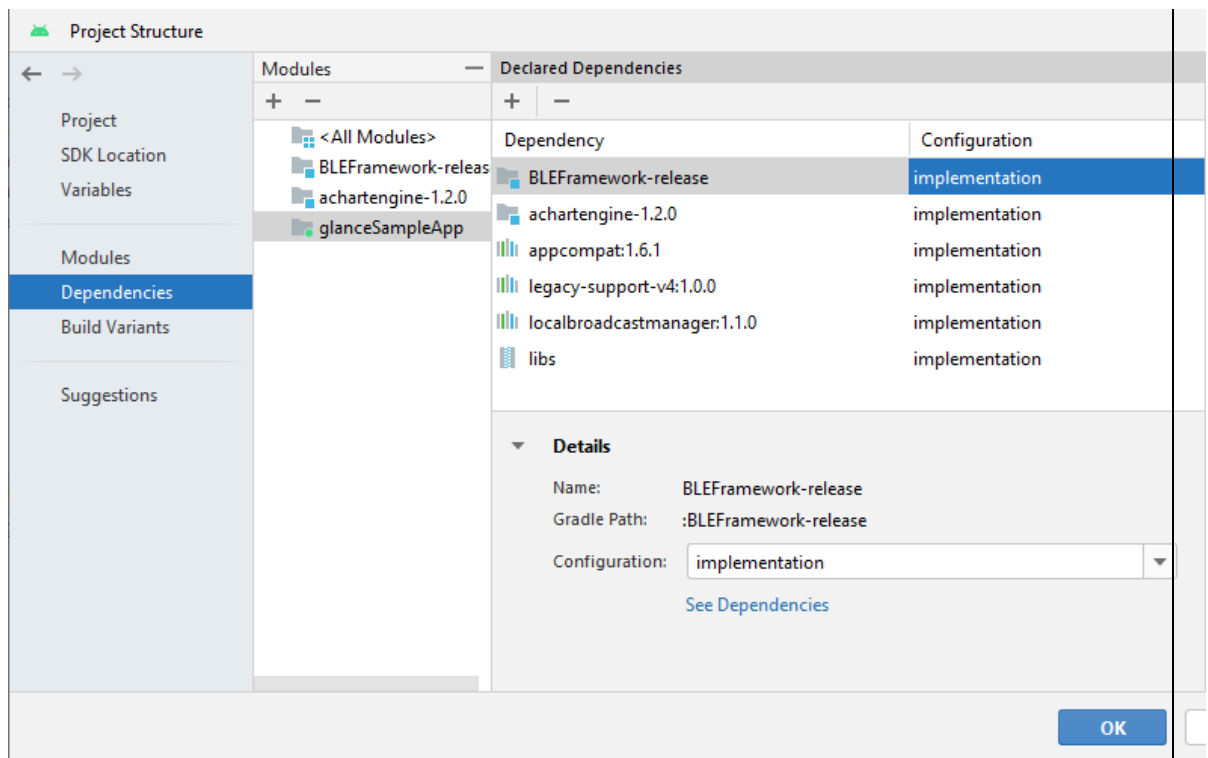 Project Structure
Project
SDK Location
Variables
Modules
Dependencies
Build Variants
Suggestions
Modules
<All Modules>
BLEFramework-releas
achartengine-1.2.0
glanceSampleApp
Declared Dependencies
Dependency Configuration
BLEFramework-release implementation
achartengine-1.2.0 implementation
appcompat:1.6.1 implementation
legacy-support-v4:1.0.0 implementation
localbroadcastmanager:1.1.0 implementation
libs implementation
Details
Name: BLEFramework-release
Gradle Path: :BLEFramework-release
Configuration: implementation
See Dependencies
OK